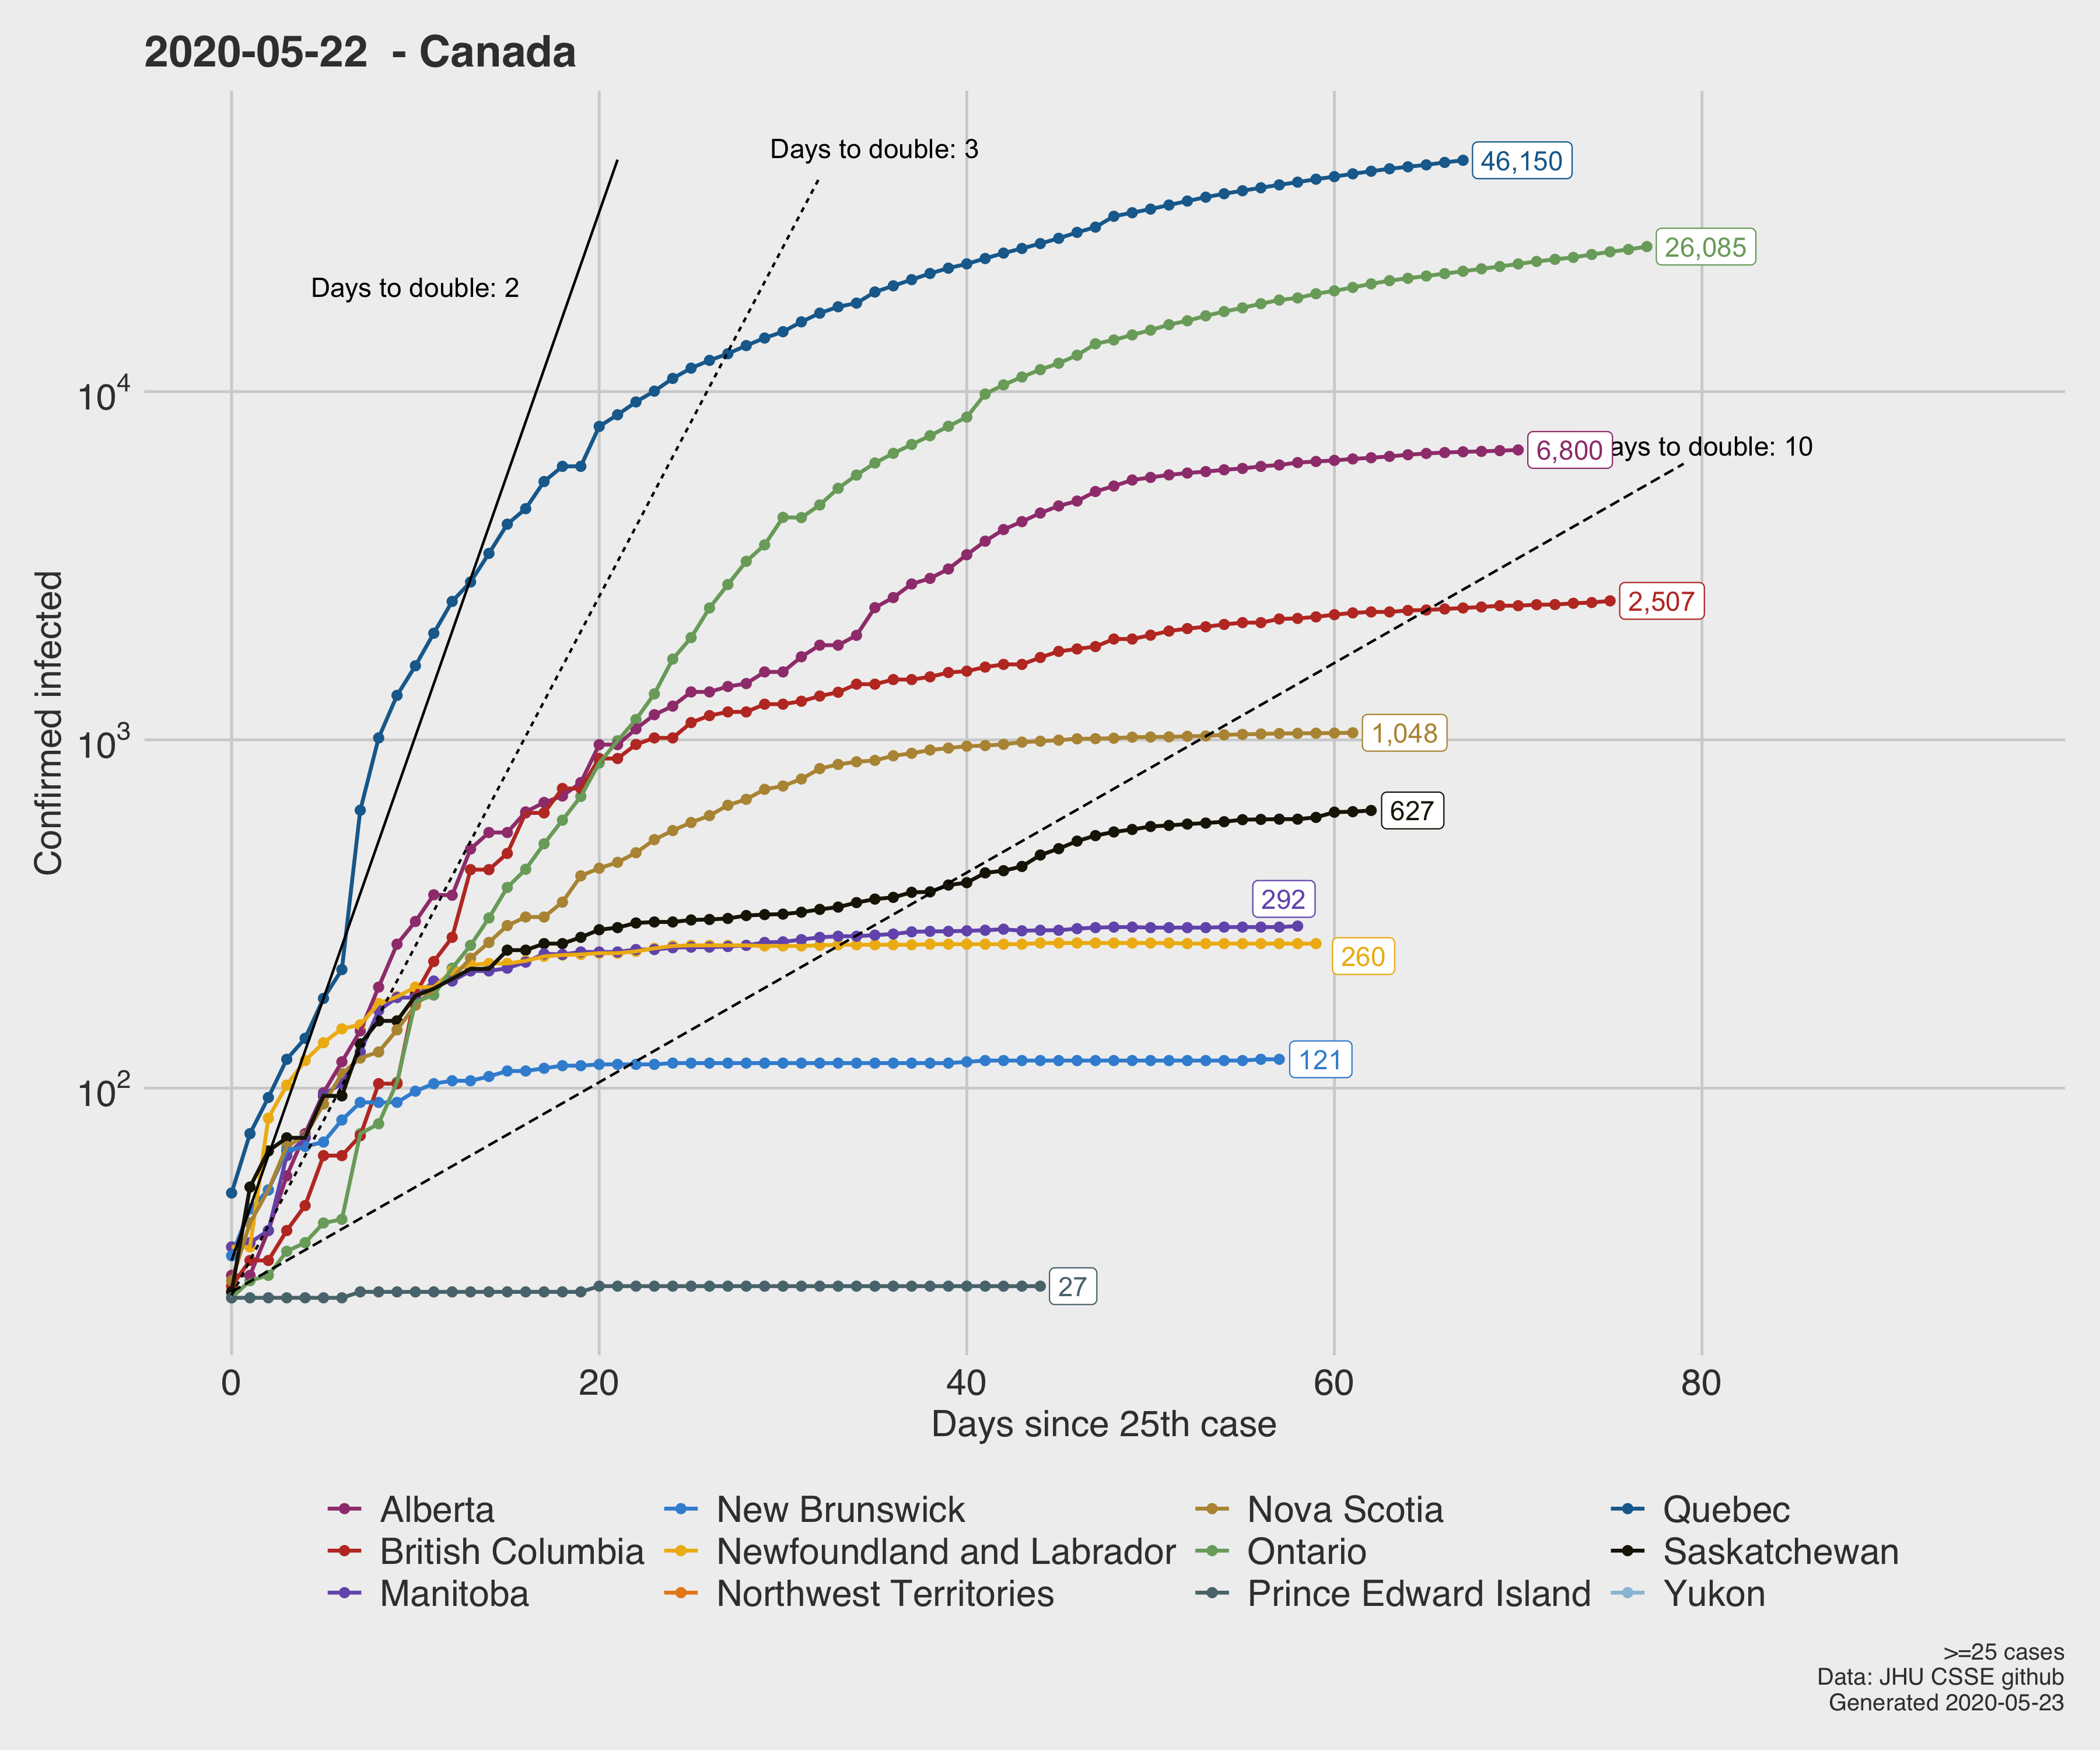 2020-05-22  - Canada
Days to double: 3
46,150
26,085
Days to double: 2
10^4
6,800
ays to double: 10
2,507
Confirmed infected
10^3
1,048
627
292
260
10^2
121
27
0 20 40 60 80
Days since 25th case
Alberta New Brunswick Nova Scotia Quebec
British Columbia Newfoundland and Labrador Ontario Saskatchewan
Manitoba Northwest Territories Prince Edward Island Yukon
>=25 cases
Data: JHU CSSE github
Generated 2020-05-23